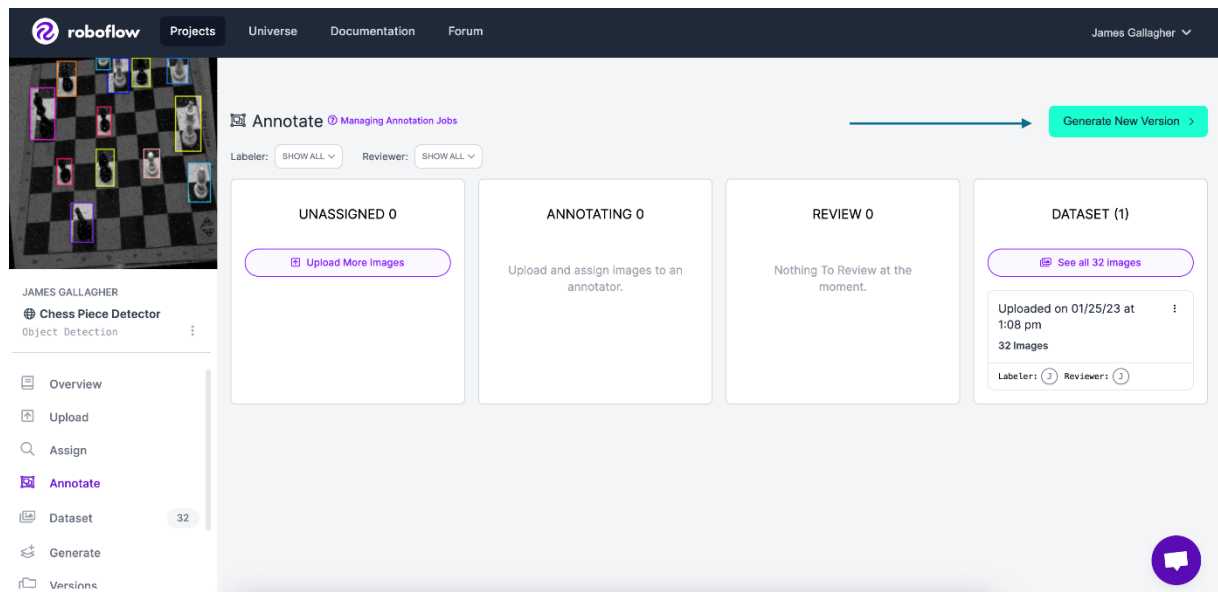 roboflow Projects Universe Documentation Forum James Gallagher
Annotate Managing Annotation Jobs Generate New Version
Labeler: SHOW ALL Reviewer: SHOW ALL
UNASSIGNED 0
Upload More Images
ANNOTATING 0
Upload and assign images to an
annotator.
REVIEW 0
Nothing To Review at the
moment.
DATASET (1)
See all 32 images
Uploaded on 01/25/23 at
1:08 pm
32 Images
Labeler: J Reviewer: J
JAMES GALLAGHER
Chess Piece Detector
Object Detection
Overview
Upload
Assign
Annotate
Dataset 32
Generate
Versions